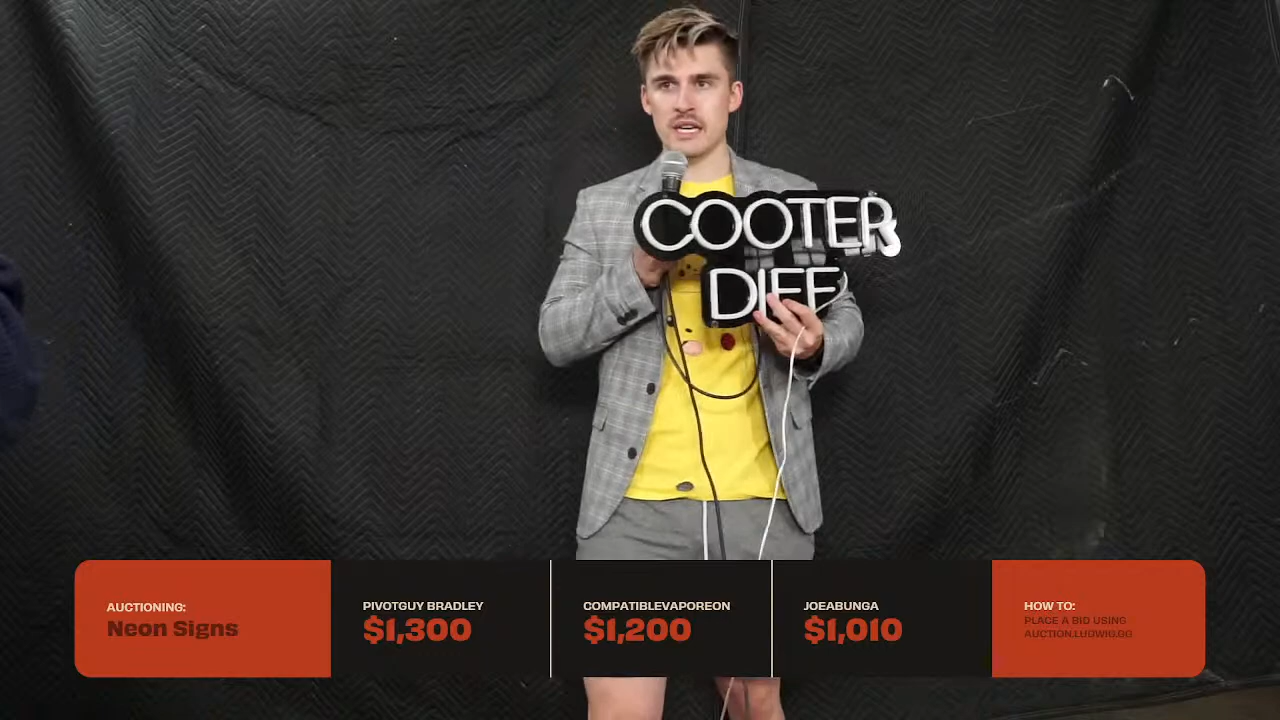 COOTER
DIFF
AUCTIONING:
Neon Signs
PIVOTGUY BRADLEY
$1,300
COMPATIBLEVAPOREON
$1,200
JOEABUNGA
$1,010
HOW TO:
PLACE A BID USING
AUCTION.LUDWIG.GG